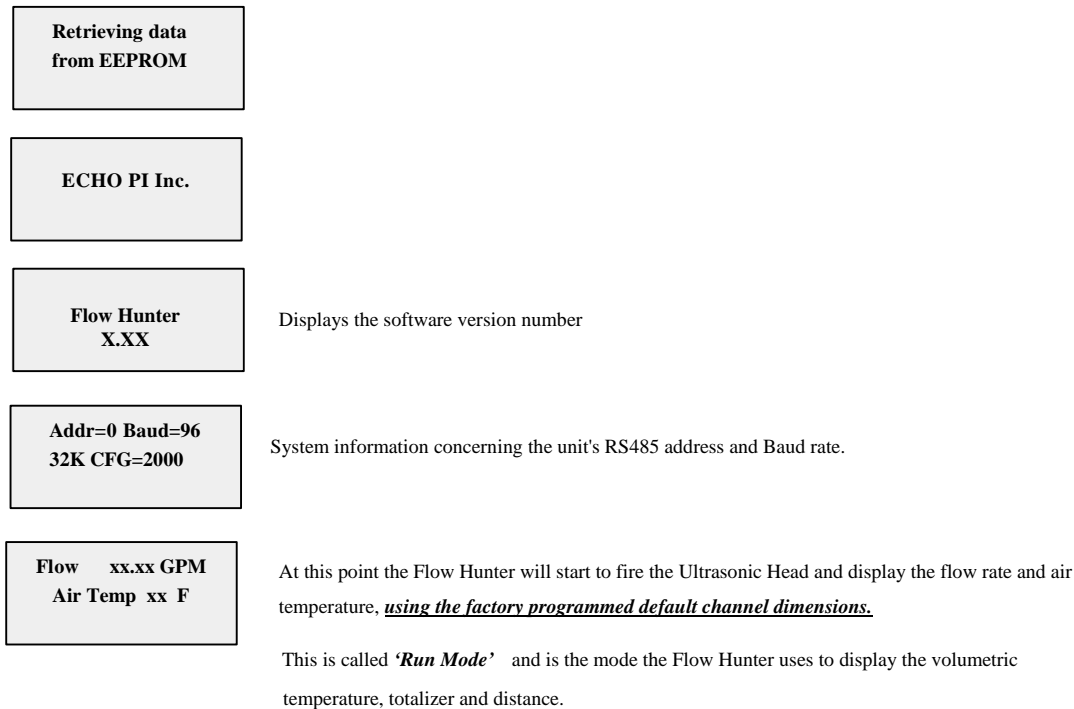 Retrieving data
from EEPROM
ECHO PI Inc.
Flow Hunter
X.XX
Displays the software version number
Addr=0 Baud=96
32K CFG=2000
System information concerning the unit's RS485 address and Baud rate.
Flow xx.xx GPM
Air Temp xx F
At this point the Flow Hunter will start to fire the Ultrasonic Head and display the flow rate and air
temperature, using the factory programmed default channel dimensions.
This is called ‘Run Mode’ and is the mode the Flow Hunter uses to display the volumetric
temperature, totalizer and distance.